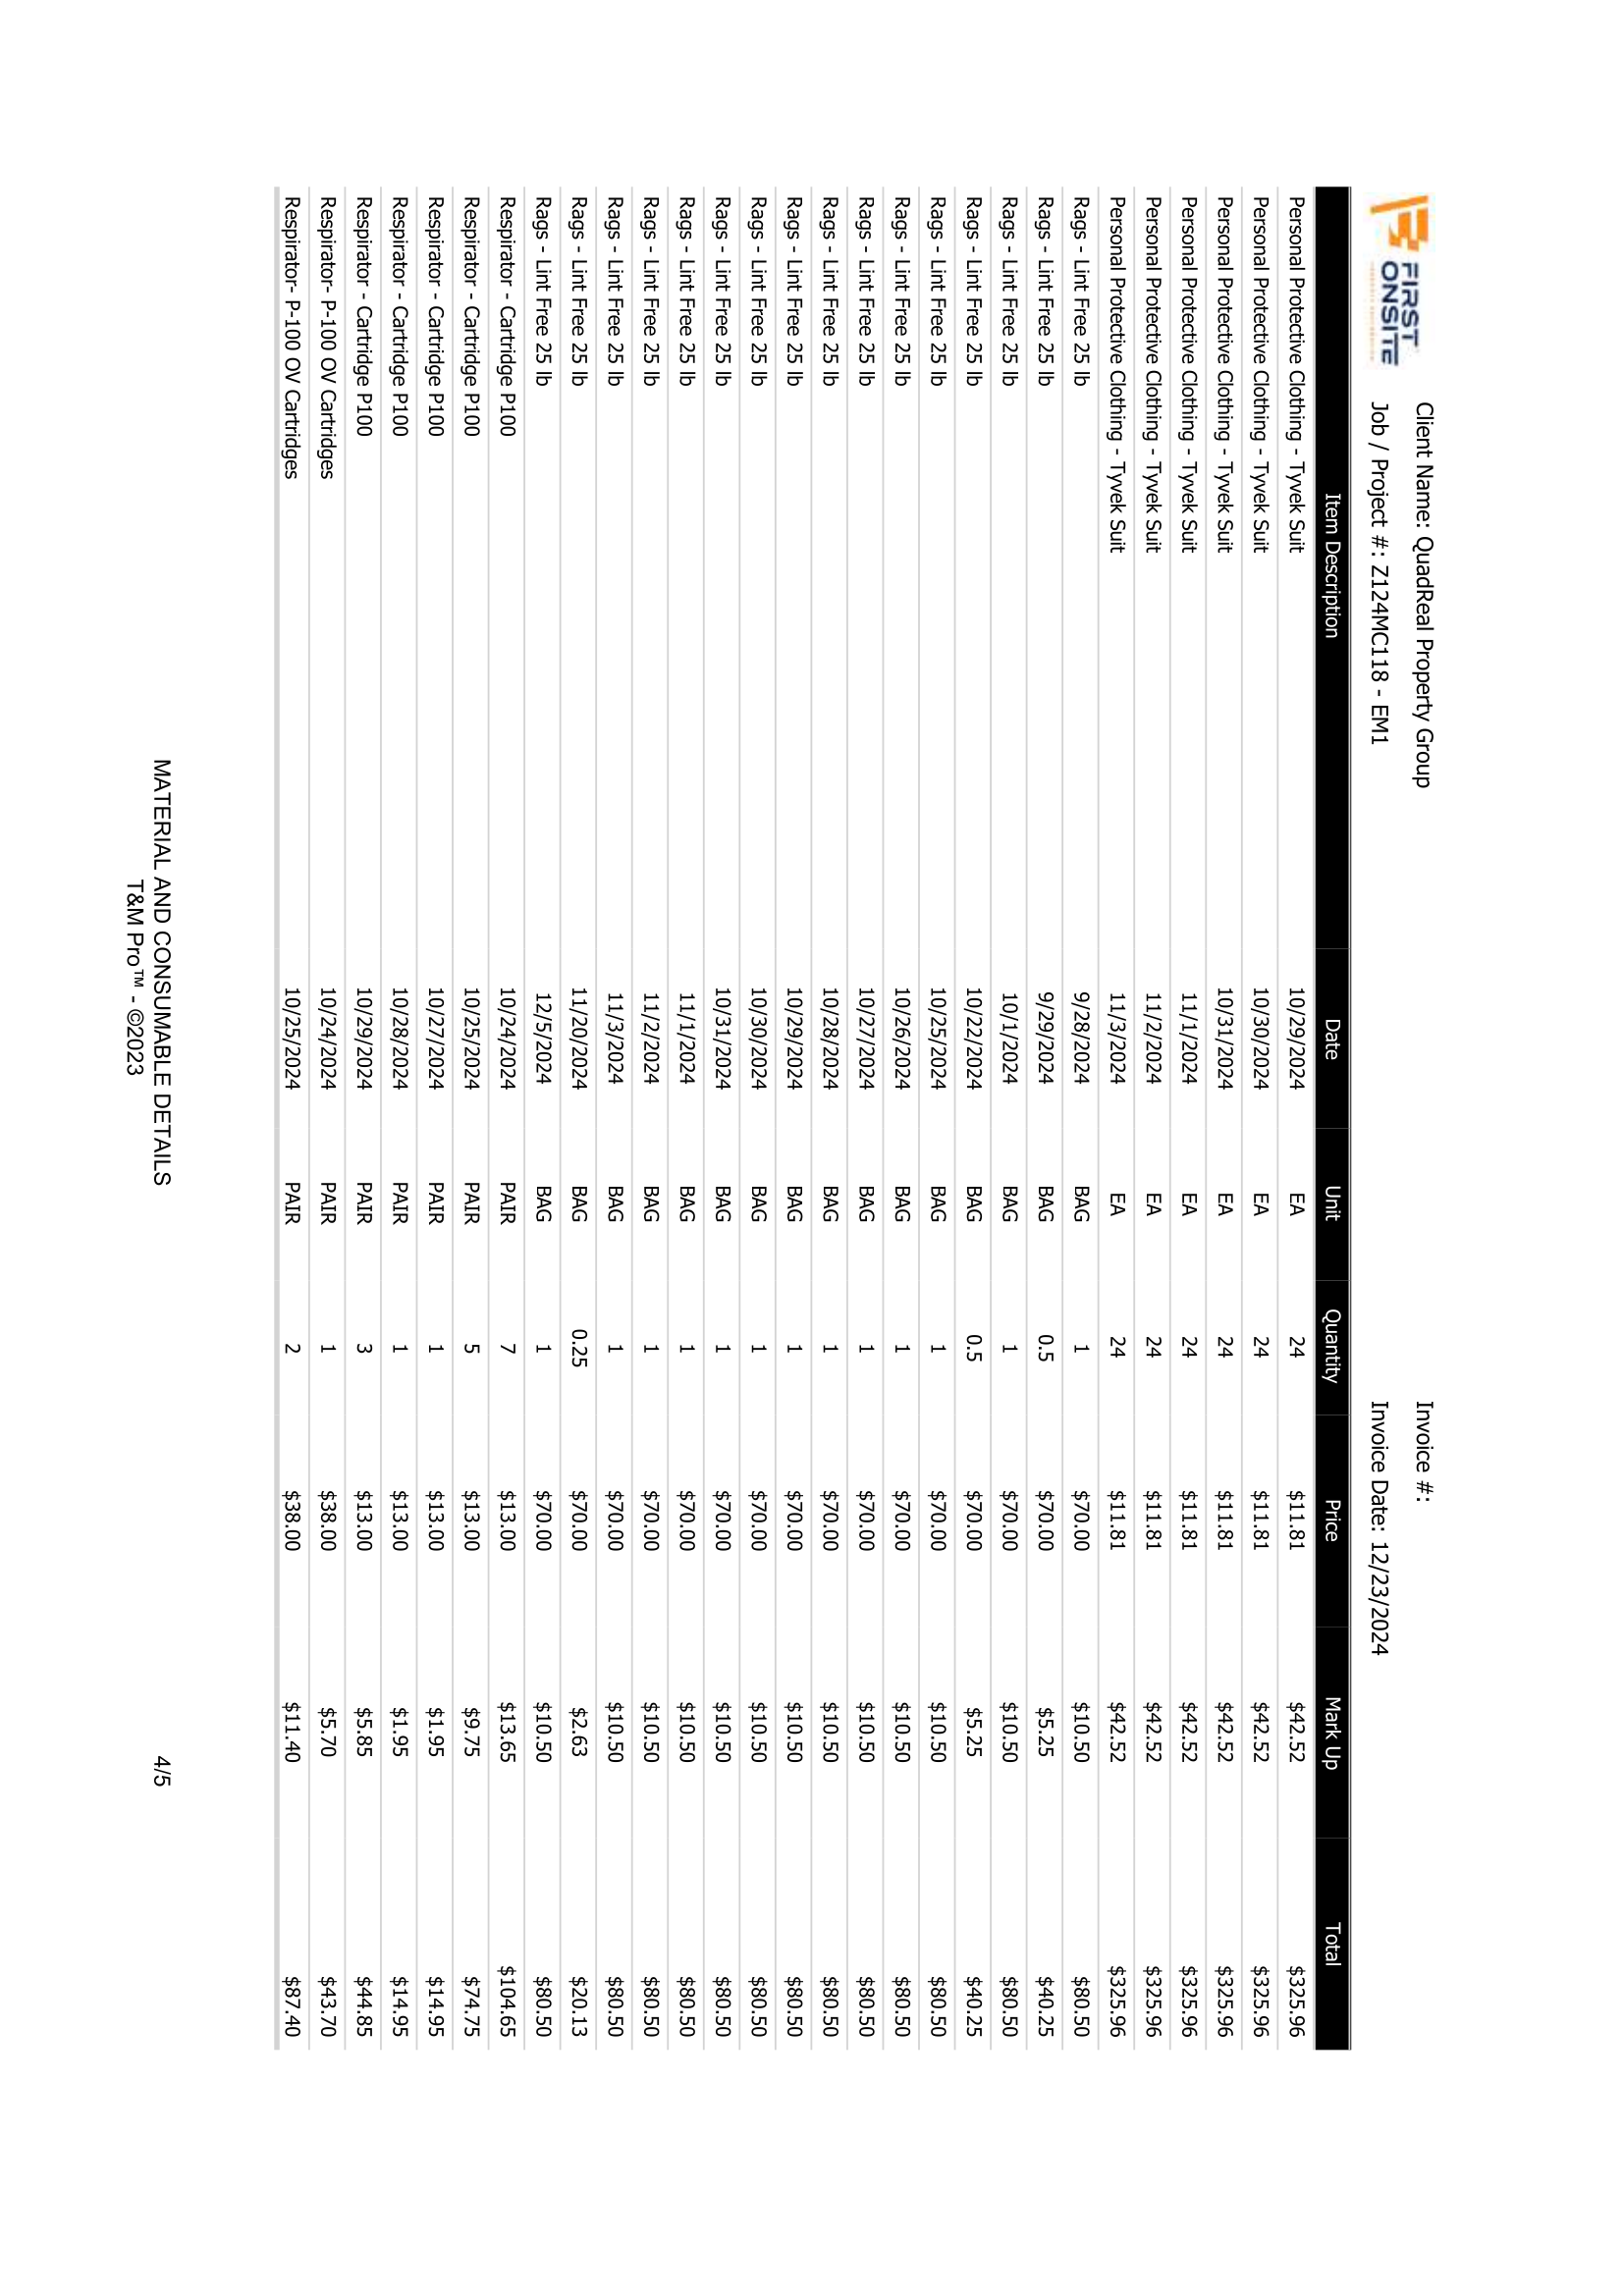 FIRST
ONSITE
Client Name: QuadReal Property Group
Invoice #:
Job / Project #: Z124MC118 - EM1
Invoice Date: 12/23/2024
Item Description Date Unit Quantity Price Mark Up Total
Personal Protective Clothing - Tyvek Suit 10/29/2024 EA 24 $11.81 $42.52 $325.96
Personal Protective Clothing - Tyvek Suit 10/30/2024 EA 24 $11.81 $42.52 $325.96
Personal Protective Clothing - Tyvek Suit 10/31/2024 EA 24 $11.81 $42.52 $325.96
Personal Protective Clothing - Tyvek Suit 11/1/2024 EA 24 $11.81 $42.52 $325.96
Personal Protective Clothing - Tyvek Suit 11/2/2024 EA 24 $11.81 $42.52 $325.96
Personal Protective Clothing - Tyvek Suit 11/3/2024 EA 24 $11.81 $42.52 $325.96
Rags - Lint Free 25 lb 9/28/2024 BAG 1 $70.00 $10.50 $80.50
Rags - Lint Free 25 lb 9/29/2024 BAG 0.5 $70.00 $5.25 $40.25
Rags - Lint Free 25 lb 10/1/2024 BAG 1 $70.00 $10.50 $80.50
Rags - Lint Free 25 lb 10/22/2024 BAG 0.5 $70.00 $5.25 $40.25
Rags - Lint Free 25 lb 10/25/2024 BAG 1 $70.00 $10.50 $80.50
Rags - Lint Free 25 lb 10/26/2024 BAG 1 $70.00 $10.50 $80.50
Rags - Lint Free 25 lb 10/27/2024 BAG 1 $70.00 $10.50 $80.50
Rags - Lint Free 25 lb 10/28/2024 BAG 1 $70.00 $10.50 $80.50
Rags - Lint Free 25 lb 10/29/2024 BAG 1 $70.00 $10.50 $80.50
Rags - Lint Free 25 lb 10/30/2024 BAG 1 $70.00 $10.50 $80.50
Rags - Lint Free 25 lb 10/31/2024 BAG 1 $70.00 $10.50 $80.50
Rags - Lint Free 25 lb 11/1/2024 BAG 1 $70.00 $10.50 $80.50
Rags - Lint Free 25 lb 11/2/2024 BAG 1 $70.00 $10.50 $80.50
Rags - Lint Free 25 lb 11/3/2024 BAG 1 $70.00 $10.50 $80.50
Rags - Lint Free 25 lb 11/20/2024 BAG 0.25 $70.00 $2.63 $20.13
Rags - Lint Free 25 lb 12/5/2024 BAG 1 $70.00 $10.50 $80.50
Respirator - Cartridge P100 10/24/2024 PAIR 7 $13.00 $13.65 $104.65
Respirator - Cartridge P100 10/25/2024 PAIR 5 $13.00 $9.75 $74.75
Respirator - Cartridge P100 10/27/2024 PAIR 1 $13.00 $1.95 $14.95
Respirator - Cartridge P100 10/28/2024 PAIR 1 $13.00 $1.95 $14.95
Respirator - Cartridge P100 10/29/2024 PAIR 3 $13.00 $5.85 $44.85
Respirator- P-100 OV Cartridges 10/24/2024 PAIR 1 $38.00 $5.70 $43.70
Respirator- P-100 OV Cartridges 10/25/2024 PAIR 2 $38.00 $11.40 $87.40
MATERIAL AND CONSUMABLE DETAILS 4/5
T&M Pro™ - ©2023